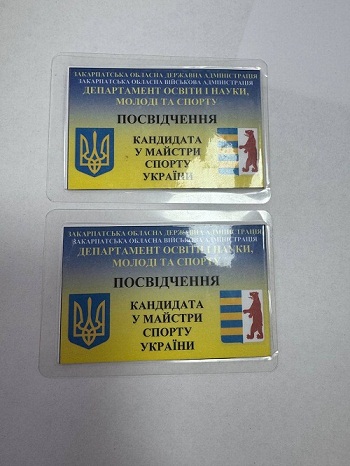 ЗАКАРПАТСЬКА ОБЛАСНА ДЕРЖАВНА АДМІНІСТРАЦІЯ
ЗАКАРПАТСЬКА ОБЛАСНА ВІЙСЬКОВА АДМІНІСТРАЦІЯ
ДЕПАРТАМЕНТ ОСВІТИ І НАУКИ,
МОЛОДІ ТА СПОРТУ
ПОСВІДЧЕННЯ
КАНДИДАТА
У МАЙСТРИ
СПОРТУ
УКРАЇНИ
ЗАКАРПАТСЬКА ОБЛАСНА ДЕРЖАВНА АДМІНІСТРАЦІЯ
ЗАКАРПАТСЬКА ОБЛАСНА ВІЙСЬКОВА АДМІНІСТРАЦІЯ
ДЕПАРТАМЕНТ ОСВІТИ І НАУКИ,
МОЛОДІ ТА СПОРТУ
ПОСВІДЧЕННЯ
КАНДИДАТА
У МАЙСТРИ
СПОРТУ
УКРАЇНИ